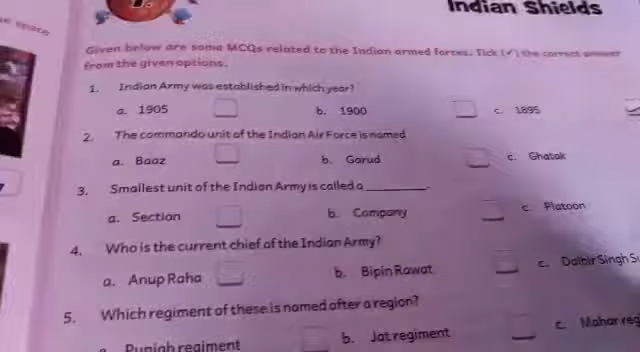 Indian Shields
Given below are some MCQs related to the Indian armed forces. Tick (✓) the correct answer
from the given options.
1. Indian Army was established in which year?
a. 1905 b. 1900 c. 1895
2. The commando unit of the Indian Air Force is named
a. Baaz b. Garud c. Ghatak
3. Smallest unit of the Indian Army is called a ________.
a. Section b. Company c. Platoon
4. Who is the current chief of the Indian Army?
a. Anup Raha b. Bipin Rawat c. Dalbir Singh
5. Which regiment of these is named after a region?
a. Punjab regiment b. Jat regiment c. Mahar reg